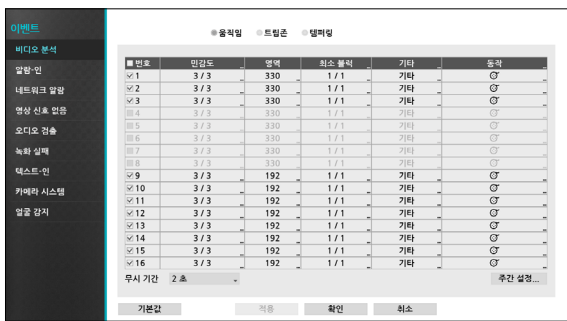 이벤트
비디오 분석
알람-인
네트워크 알람
영상 신호 없음
오디오 검출
녹화 실패
텍스트-인
카메라 시스템
얼굴 감지
움직임 트립존 탬퍼링
번호 민감도 영역 최소 블럭 기타 동작
1 3 / 3 330 1 / 1 기타
2 3 / 3 330 1 / 1 기타
3 3 / 3 330 1 / 1 기타
4 3 / 3 330 1 / 1 기타
5 3 / 3 330 1 / 1 기타
6 3 / 3 330 1 / 1 기타
7 3 / 3 330 1 / 1 기타
8 3 / 3 330 1 / 1 기타
9 3 / 3 192 1 / 1 기타
10 3 / 3 192 1 / 1 기타
11 3 / 3 192 1 / 1 기타
12 3 / 3 192 1 / 1 기타
13 3 / 3 192 1 / 1 기타
14 3 / 3 192 1 / 1 기타
15 3 / 3 192 1 / 1 기타
16 3 / 3 192 1 / 1 기타
무시 기간 2 초 주간 설정...
기본값 적용 확인 취소